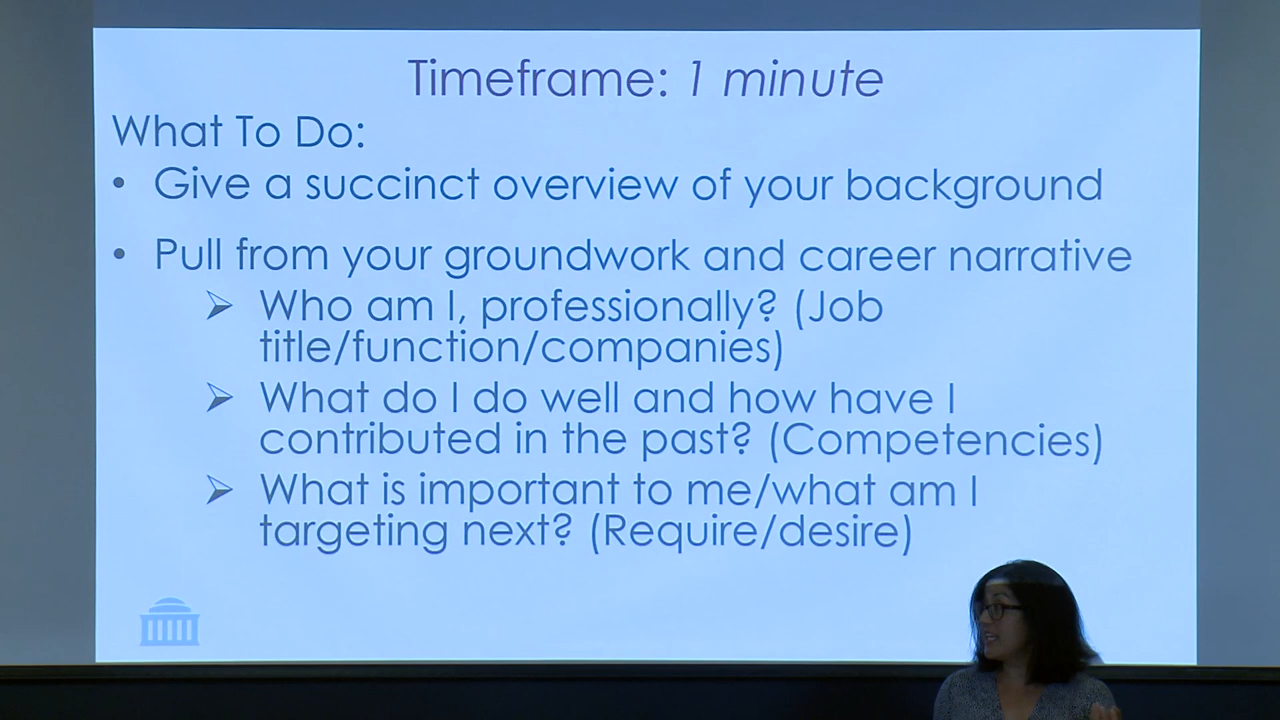 Timeframe: 1 minute
What To Do:
• Give a succinct overview of your background
• Pull from your groundwork and career narrative
➢ Who am I, professionally? (Job
title/function/companies)
➢ What do I do well and how have I
contributed in the past? (Competencies)
➢ What is important to me/what am I
targeting next? (Require/desire)